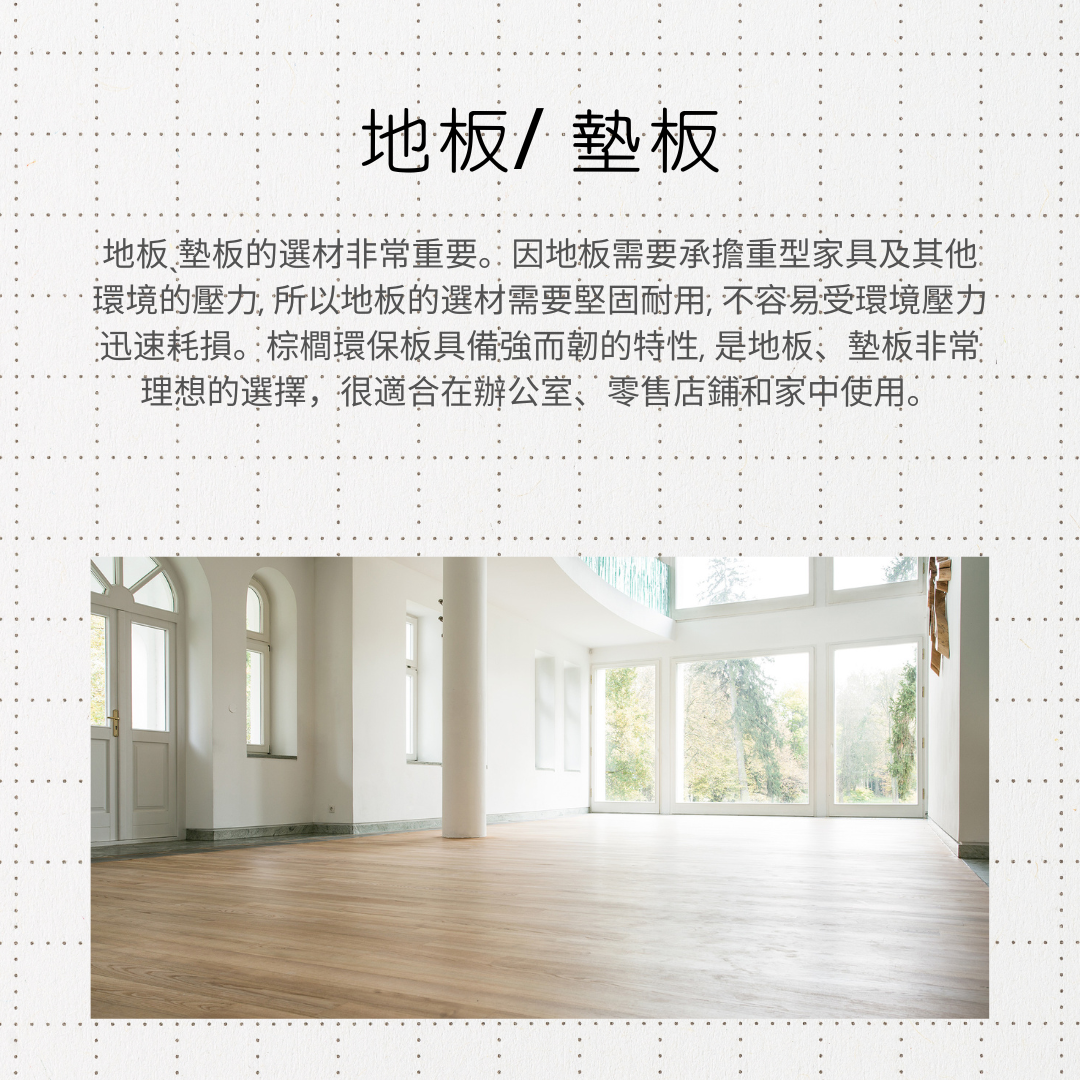 地板/ 墊板
地板、墊板的選材非常重要。因地板需要承擔重型家具及其他
環境的壓力, 所以地板的選材需要堅固耐用, 不容易受環境壓力
迅速耗損。棕櫚環保板具備強而韌的特性, 是地板、墊板非常
理想的選擇，很適合在辦公室、零售店鋪和家中使用。